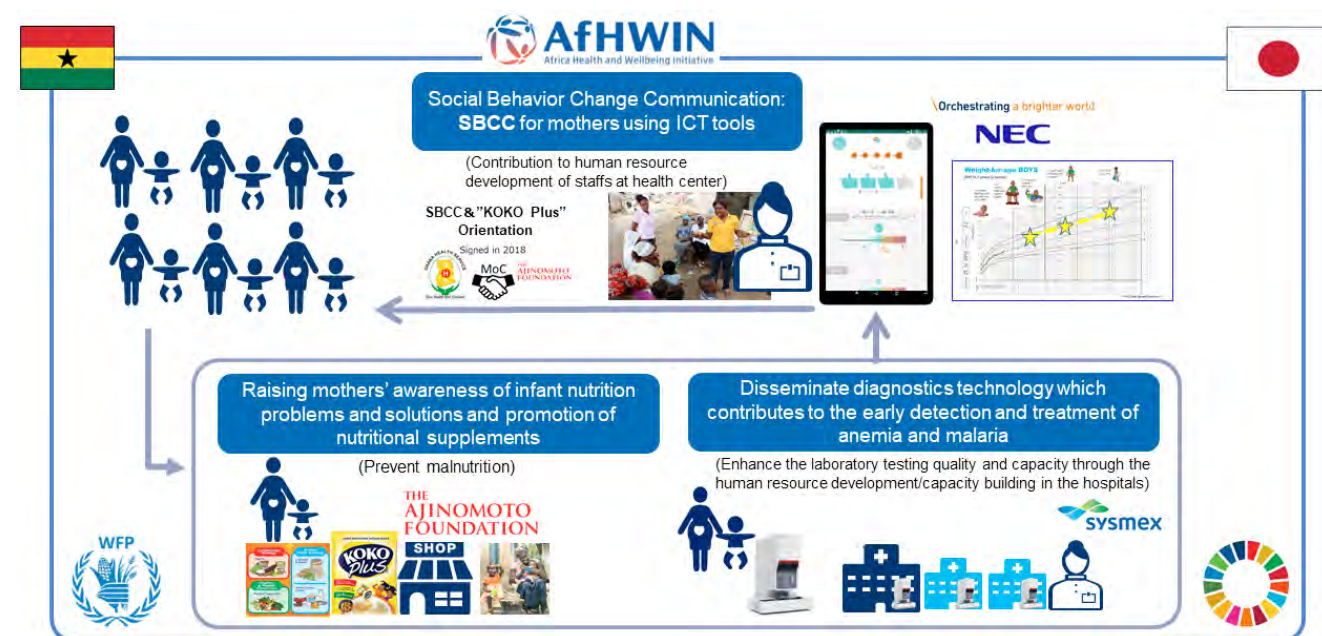 AfHWIN
Africa Health and Wellbeing Initiative
Social Behavior Change Communication:
SBCC for mothers using ICT tools
(Contribution to human resource
development of staffs at health center)
SBCC&"KOKO Plus"
Orientation
Signed in 2018
GHANA HEALTH SERVICE
MoC
THE
AJINOMOTO
FOUNDATION
\Orchestrating a brighter world
NEC
Weight-for-age BOYS
Raising mothers' awareness of infant nutrition
problems and solutions and promotion of
nutritional supplements
(Prevent malnutrition)
THE
AJINOMOTO
FOUNDATION
KOKO
PLUS
SHOP
Disseminate diagnostics technology which
contributes to the early detection and treatment of
anemia and malaria
(Enhance the laboratory testing quality and capacity through the
human resource development/capacity building in the hospitals)
sysmex
WFP